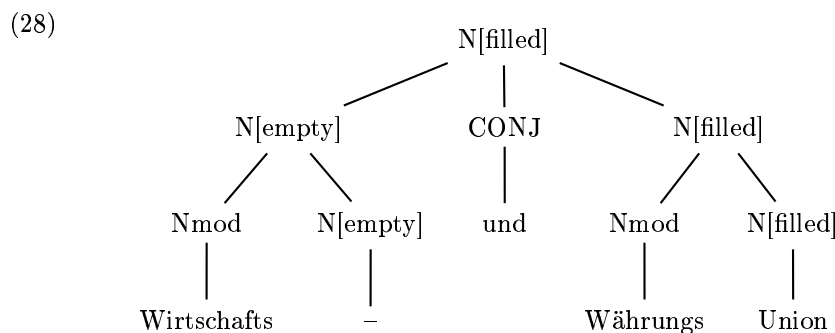 (28)
N[filled]
N[empty] CONJ N[filled]
Nmod N[empty] und Nmod N[filled]
Wirtschafts – Währungs Union